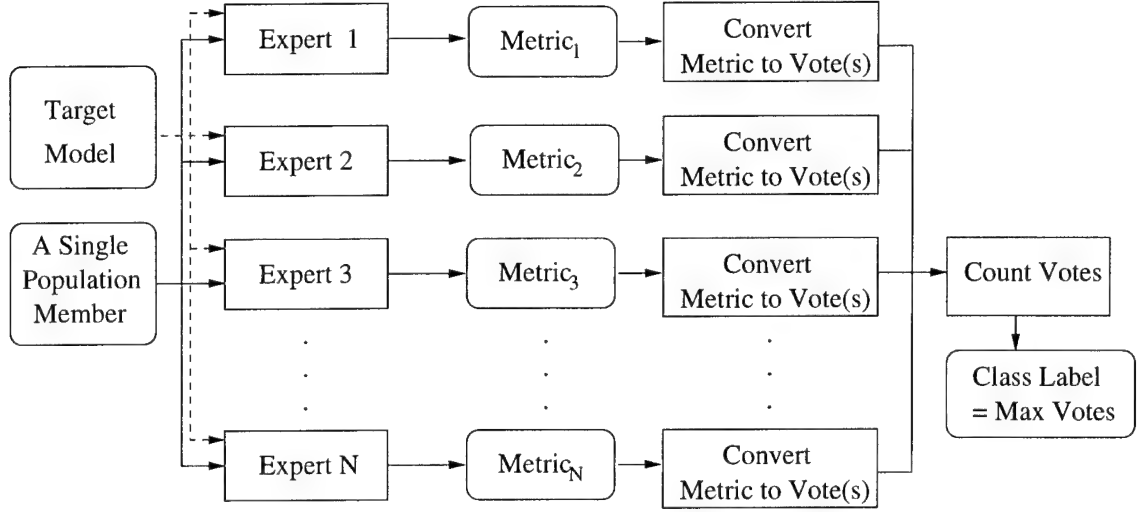 Target
Model
A Single
Population
Member
Expert 1
Metric₁
Convert
Metric to Vote(s)
Expert 2
Metric₂
Convert
Metric to Vote(s)
Expert 3
Metric₃
Convert
Metric to Vote(s)
Expert N
Metric_N
Convert
Metric to Vote(s)
Count Votes
Class Label
= Max Votes